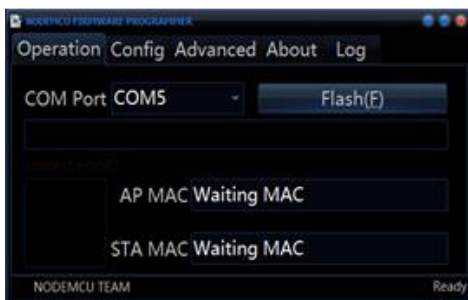 NODEMCU FIRMWARE PROGRAMMER
Operation Config Advanced About Log
COM Port COM5 Flash(F)
AP MAC Waiting MAC
STA MAC Waiting MAC
NODEMCU TEAM Ready